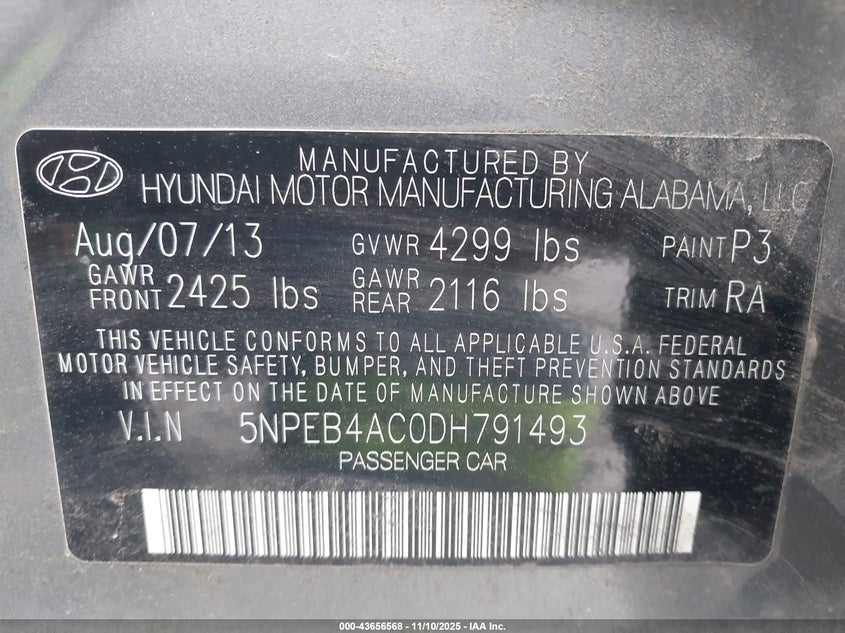 MANUFACTURED BY
HYUNDAI MOTOR MANUFACTURING ALABAMA, LLC
Aug/07/13 GVWR 4299 lbs PAINT P3
GAWR FRONT 2425 lbs GAWR REAR 2116 lbs TRIM RA
THIS VEHICLE CONFORMS TO ALL APPLICABLE U.S.A. FEDERAL
MOTOR VEHICLE SAFETY, BUMPER, AND THEFT PREVENTION STANDARDS
IN EFFECT ON THE DATE OF MANUFACTURE SHOWN ABOVE
V.I.N 5NPEB4AC0DH791493
PASSENGER CAR
000-43656568 - 11/10/2025 - IAA Inc.